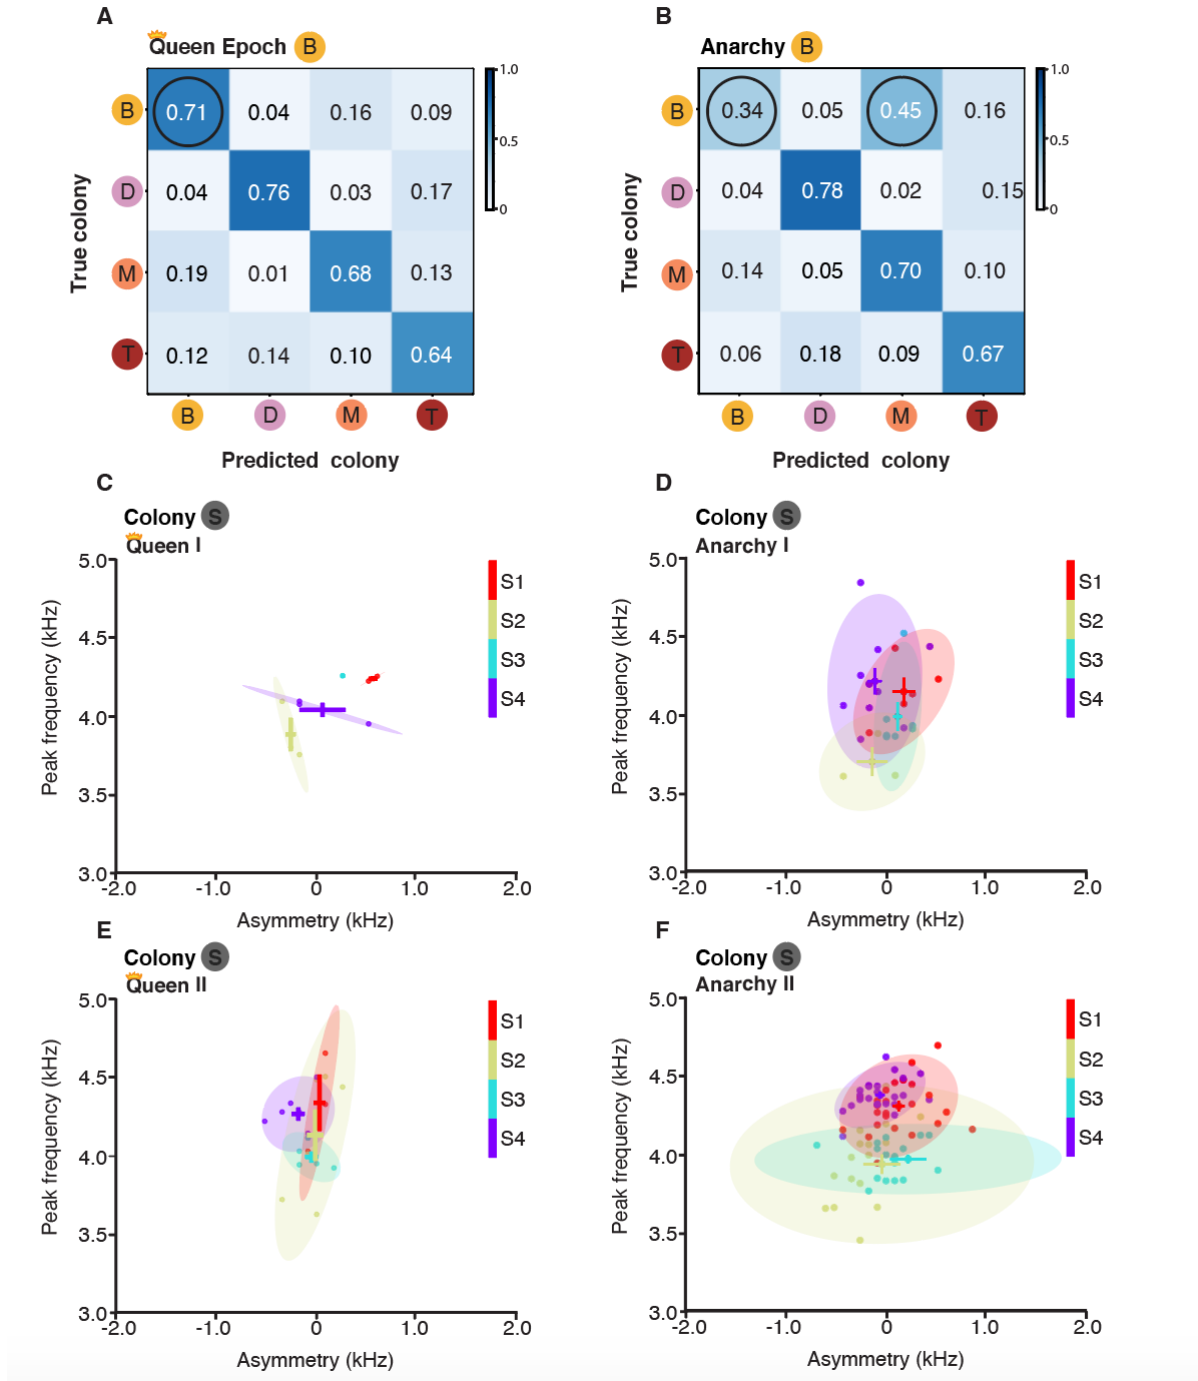 A
B
Queen Epoch B
Anarchy B
B 0.71 0.04 0.16 0.09
D 0.04 0.76 0.03 0.17
M 0.19 0.01 0.68 0.13
T 0.12 0.14 0.10 0.64
B D M T
True colony
Predicted colony
1.0
0.5
0
B 0.34 0.05 0.45 0.16
D 0.04 0.78 0.02 0.15
M 0.14 0.05 0.70 0.10
T 0.06 0.18 0.09 0.67
B D M T
True colony
Predicted colony
1.0
0.5
0
C
Colony S
Queen I
5.0
4.5
4.0
3.5
3.0
-2.0 -1.0 0 1.0 2.0
Peak frequency (kHz)
Asymmetry (kHz)
S1
S2
S3
S4
D
Colony S
Anarchy I
5.0
4.5
4.0
3.5
3.0
-2.0 -1.0 0 1.0 2.0
Peak frequency (kHz)
Asymmetry (kHz)
S1
S2
S3
S4
E
Colony S
Queen II
5.0
4.5
4.0
3.5
3.0
-2.0 -1.0 0 1.0 2.0
Peak frequency (kHz)
Asymmetry (kHz)
S1
S2
S3
S4
F
Colony S
Anarchy II
5.0
4.5
4.0
3.5
3.0
-2.0 -1.0 0 1.0 2.0
Peak frequency (kHz)
Asymmetry (kHz)
S1
S2
S3
S4